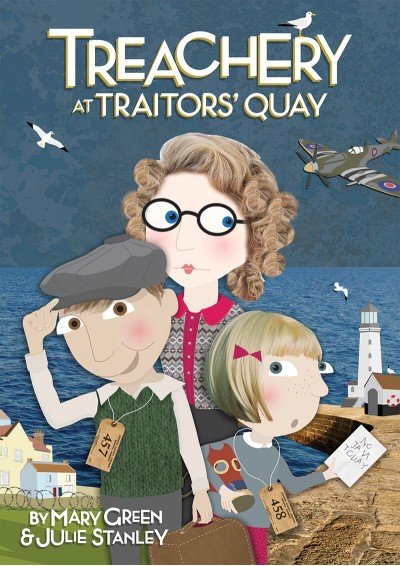 TREACHERY
AT TRAITORS' QUAY
457
458
NO
JAM
TODAY
BY MARY GREEN
& JULIE STANLEY